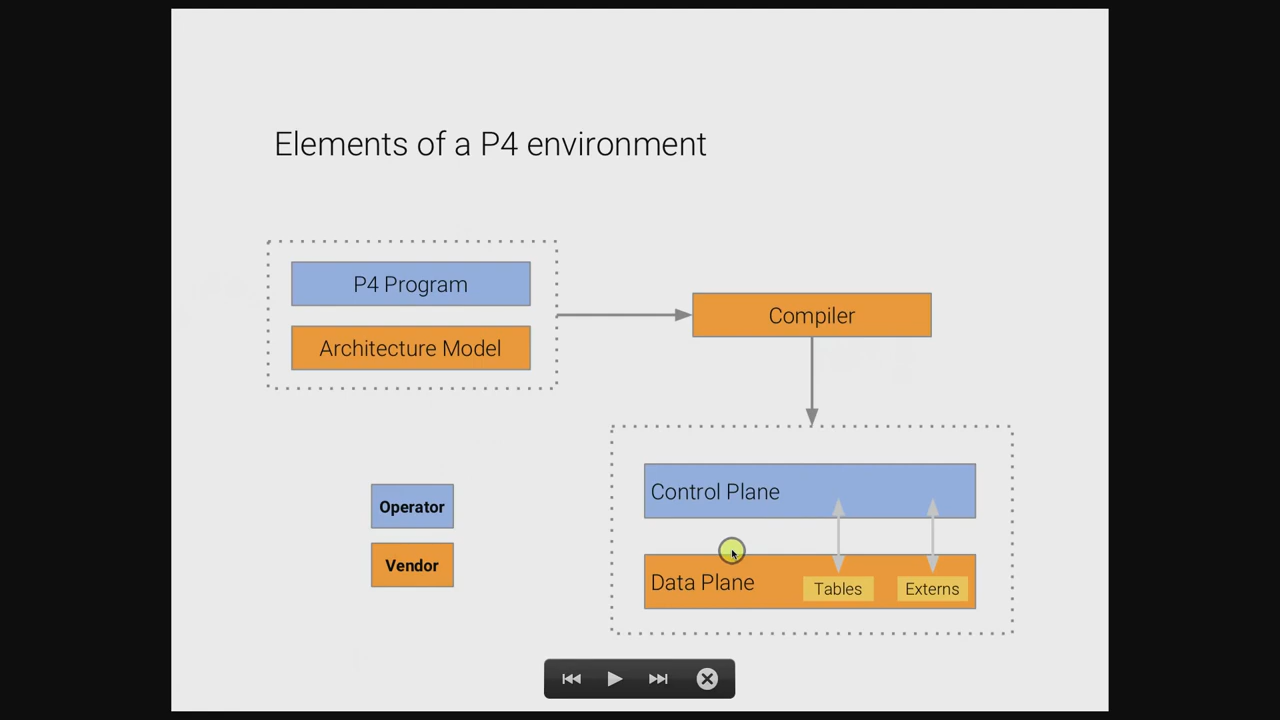 Elements of a P4 environment
P4 Program
Architecture Model
Compiler
Operator
Vendor
Control Plane
Data Plane
Tables
Externs